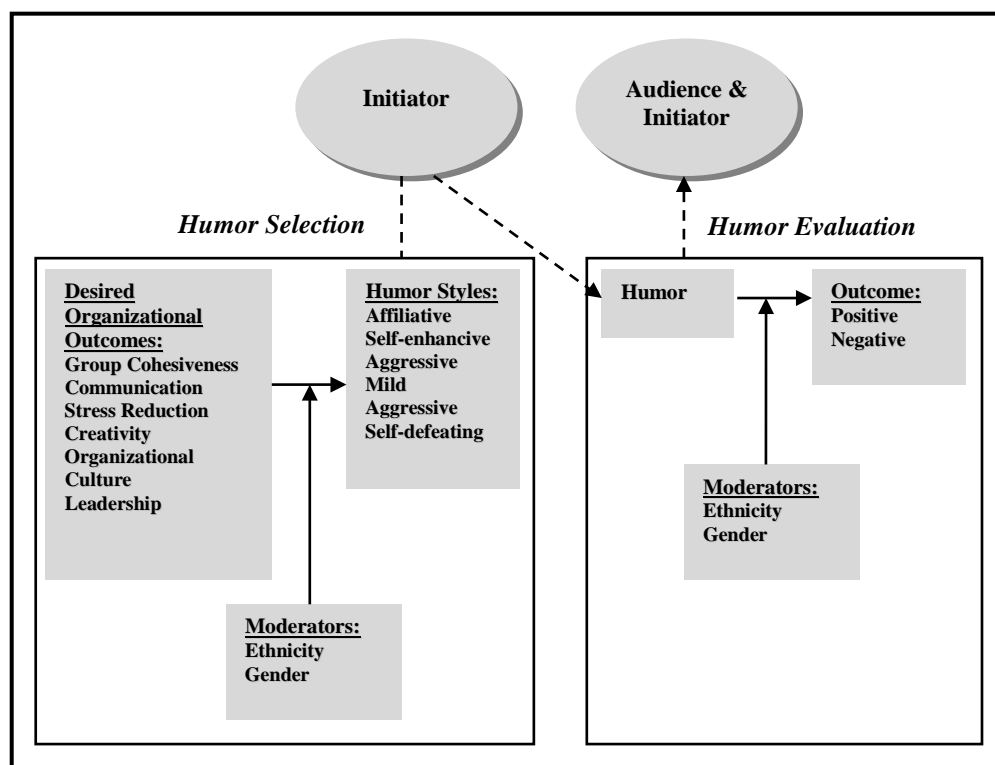 Initiator
Audience &
Initiator
Humor Selection
Humor Evaluation
Desired
Organizational
Outcomes:
Group Cohesiveness
Communication
Stress Reduction
Creativity
Organizational
Culture
Leadership
Humor Styles:
Affiliative
Self-enhancive
Aggressive
Mild
Aggressive
Self-defeating
Moderators:
Ethnicity
Gender
Humor
Outcome:
Positive
Negative
Moderators:
Ethnicity
Gender